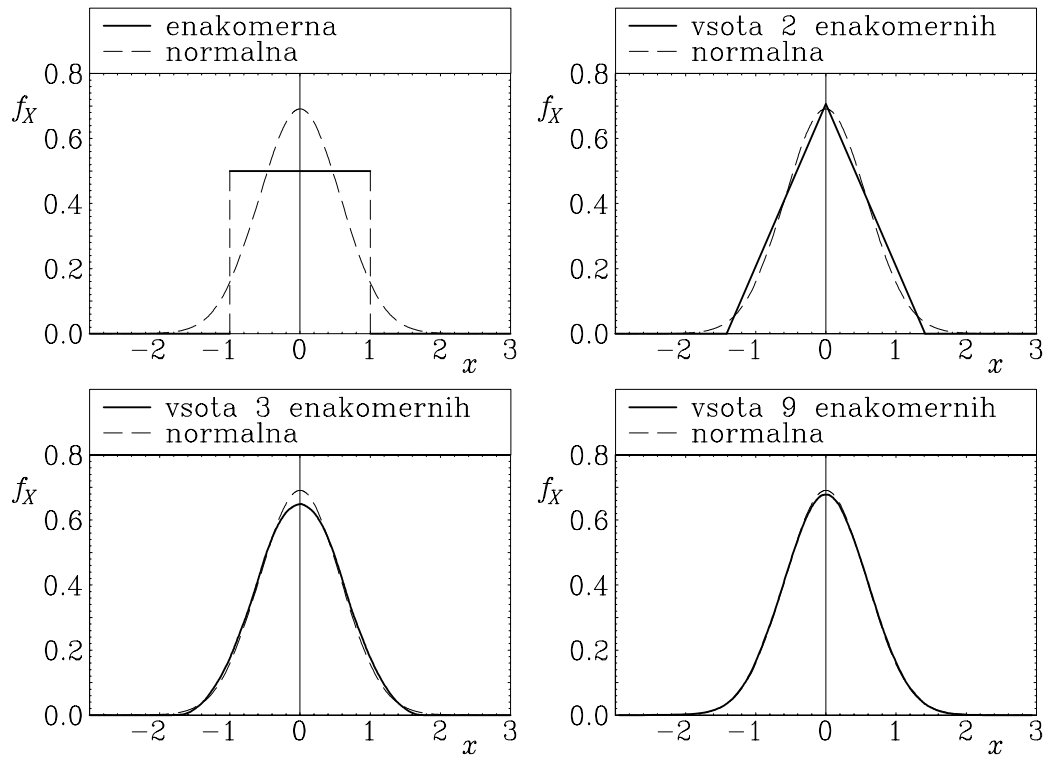 enakomerna
normalna
0.8
f_X
0.6
0.4
0.2
0.0
−2 −1 0 1 2 3
x
vsota 2 enakomernih
normalna
0.8
f_X
0.6
0.4
0.2
0.0
−2 −1 0 1 2 3
x
vsota 3 enakomernih
normalna
0.8
f_X
0.6
0.4
0.2
0.0
−2 −1 0 1 2 3
x
vsota 9 enakomernih
normalna
0.8
f_X
0.6
0.4
0.2
0.0
−2 −1 0 1 2 3
x